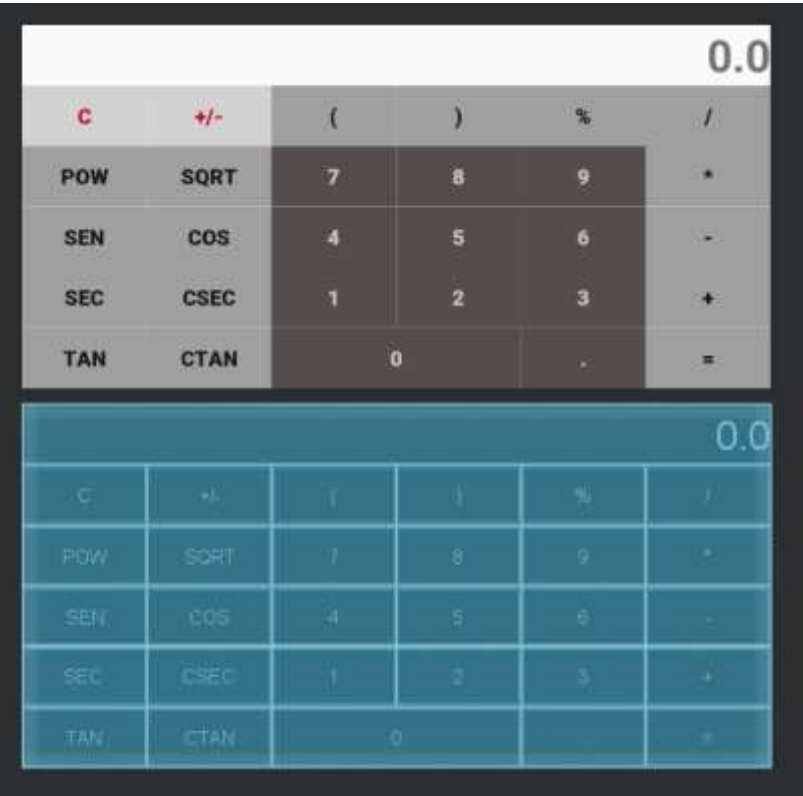 0.0
C +/- ( ) % /
POW SQRT 7 8 9 *
SEN COS 4 5 6 -
SEC CSEC 1 2 3 +
TAN CTAN 0 . =
0.0
C +/- ( ) % /
POW SQRT 7 8 9 *
SEN COS 4 5 6 -
SEC CSEC 1 2 3 +
TAN CTAN 0 =